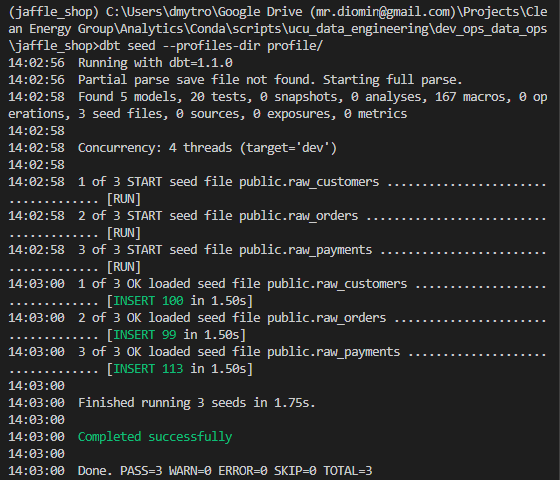 (jaffle_shop) C:\Users\dmytro\Google Drive (mr.diomin@gmail.com)\Projects\Cle
an Energy Group\Analytics\Conda\scripts\ucu_data_engineering\dev_ops_data_ops
\jaffle_shop>dbt seed --profiles-dir profile/
14:02:56  Running with dbt=1.1.0
14:02:56  Partial parse save file not found. Starting full parse.
14:02:58  Found 5 models, 20 tests, 0 snapshots, 0 analyses, 167 macros, 0 op
erations, 3 seed files, 0 sources, 0 exposures, 0 metrics
14:02:58
14:02:58  Concurrency: 4 threads (target='dev')
14:02:58
14:02:58  1 of 3 START seed file public.raw_customers .......................
............. [RUN]
14:02:58  2 of 3 START seed file public.raw_orders ..........................
............. [RUN]
14:02:58  3 of 3 START seed file public.raw_payments ........................
............. [RUN]
14:03:00  1 of 3 OK loaded seed file public.raw_customers ...................
............. [INSERT 100 in 1.50s]
14:03:00  2 of 3 OK loaded seed file public.raw_orders ......................
............. [INSERT 99 in 1.50s]
14:03:00  3 of 3 OK loaded seed file public.raw_payments ....................
............. [INSERT 113 in 1.50s]
14:03:00
14:03:00  Finished running 3 seeds in 1.75s.
14:03:00
14:03:00  Completed successfully
14:03:00
14:03:00  Done. PASS=3 WARN=0 ERROR=0 SKIP=0 TOTAL=3